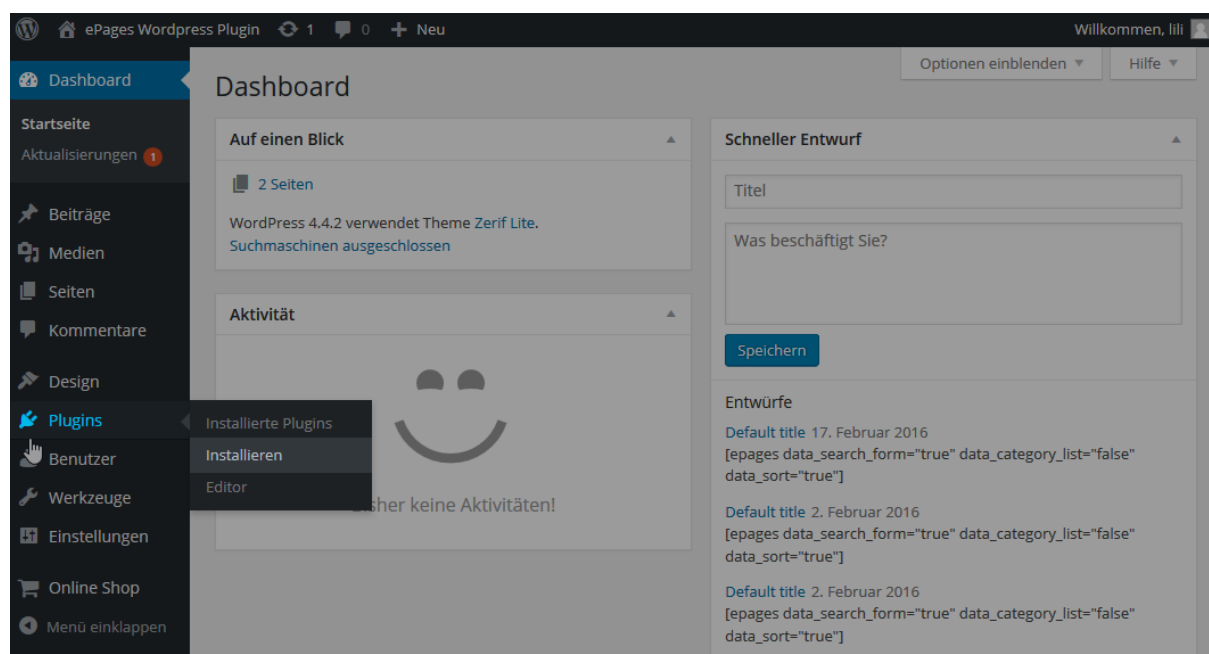 ePages Wordpress Plugin 1 0 Neu Willkommen, lili
Optionen einblenden Hilfe
Dashboard
Startseite
Aktualisierungen 1
Beiträge
Medien
Seiten
Kommentare
Design
Plugins
Benutzer
Werkzeuge
Einstellungen
Online Shop
Menü einklappen
Installierte Plugins
Installieren
Editor
Dashboard
Auf einen Blick
2 Seiten
WordPress 4.4.2 verwendet Theme Zerif Lite.
Suchmaschinen ausgeschlossen
Aktivität
keine Aktivitäten!
Schneller Entwurf
Titel
Was beschäftigt Sie?
Speichern
Entwürfe
Default title 17. Februar 2016
[epages data_search_form="true" data_category_list="false"
data_sort="true"]
Default title 2. Februar 2016
[epages data_search_form="true" data_category_list="false"
data_sort="true"]
Default title 2. Februar 2016
[epages data_search_form="true" data_category_list="false"
data_sort="true"]